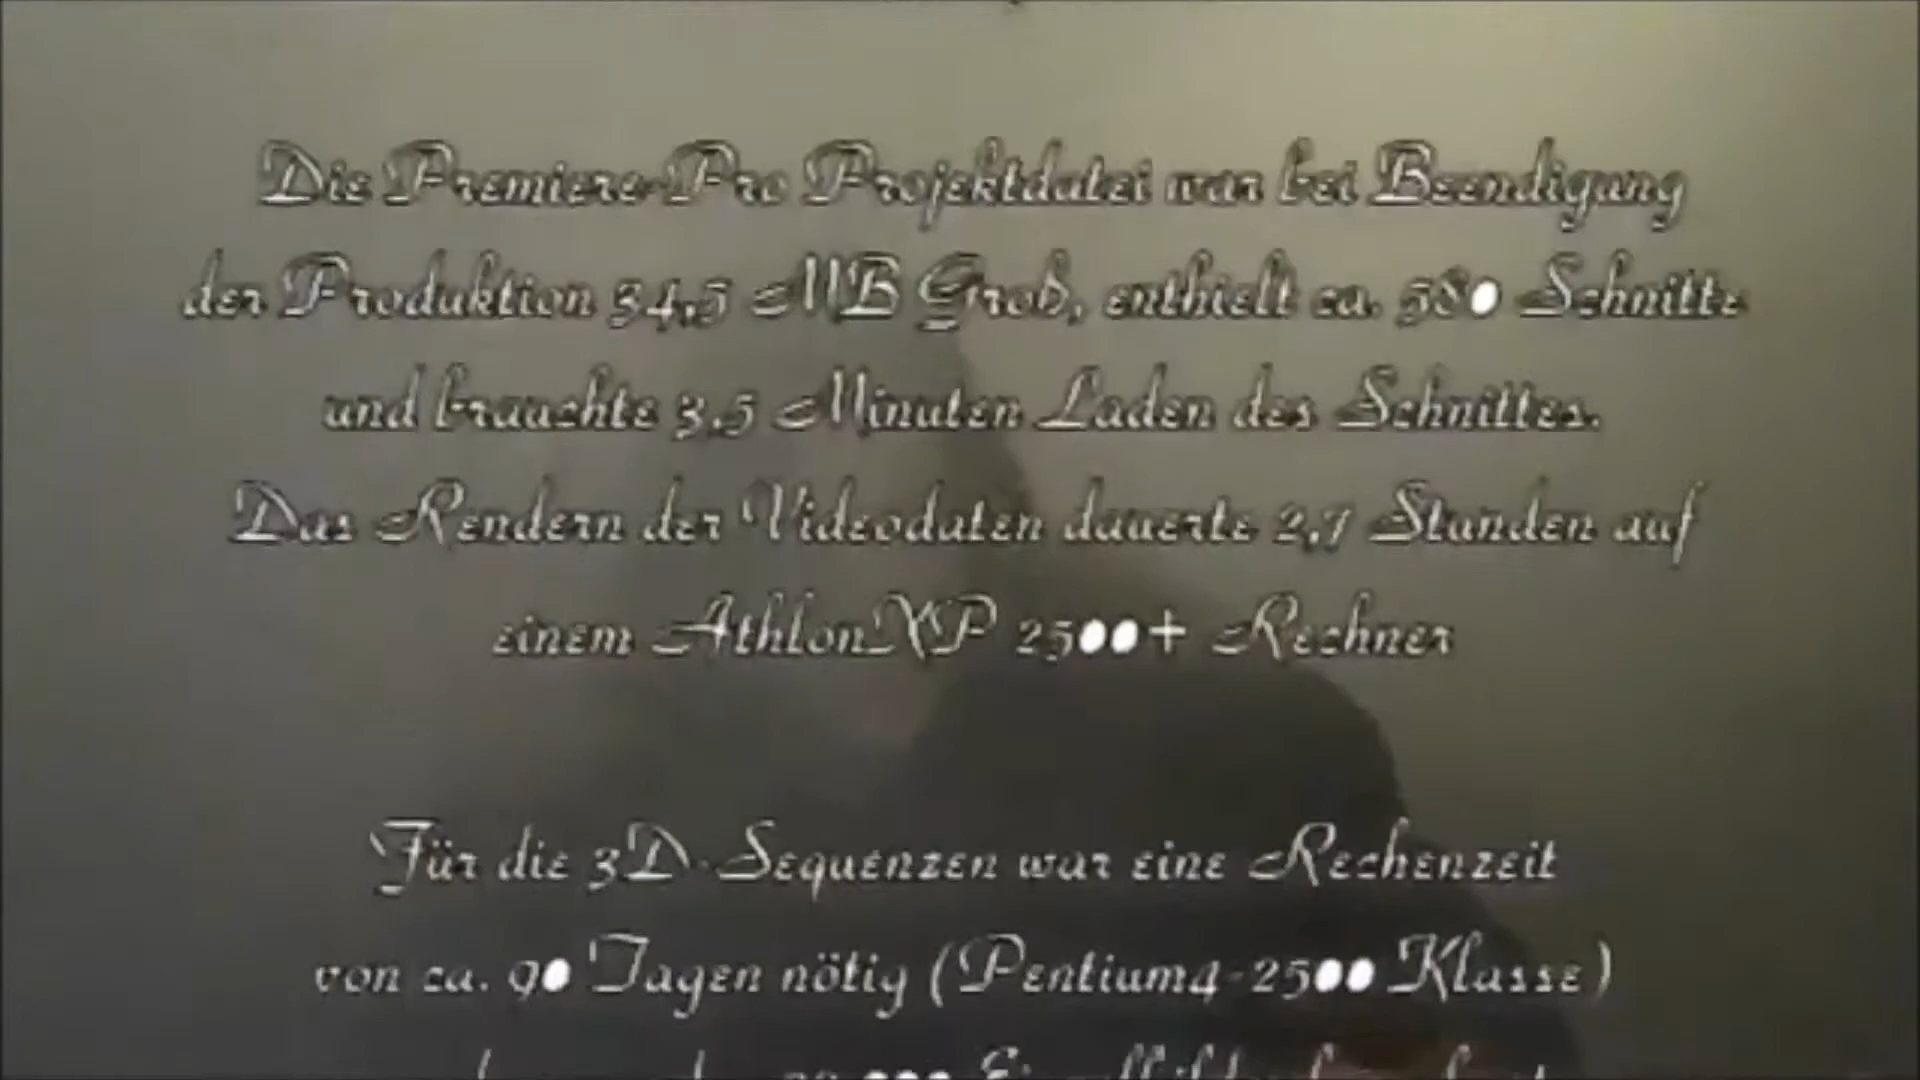 Die Premiere-Pro Projektdatei war bei Beendigung
der Produktion 34,5 MB Groß, enthielt ca. 580 Schnitte
und brauchte 3,5 Minuten Laden des Schnittes.
Das Rendern der Videodaten dauerte 2,7 Stunden auf
einem AthlonXP 2500+ Rechner
Für die 3D-Sequenzen war eine Rechenzeit
von ca. 90 Tagen nötig (Pentium4-2500 Klasse)